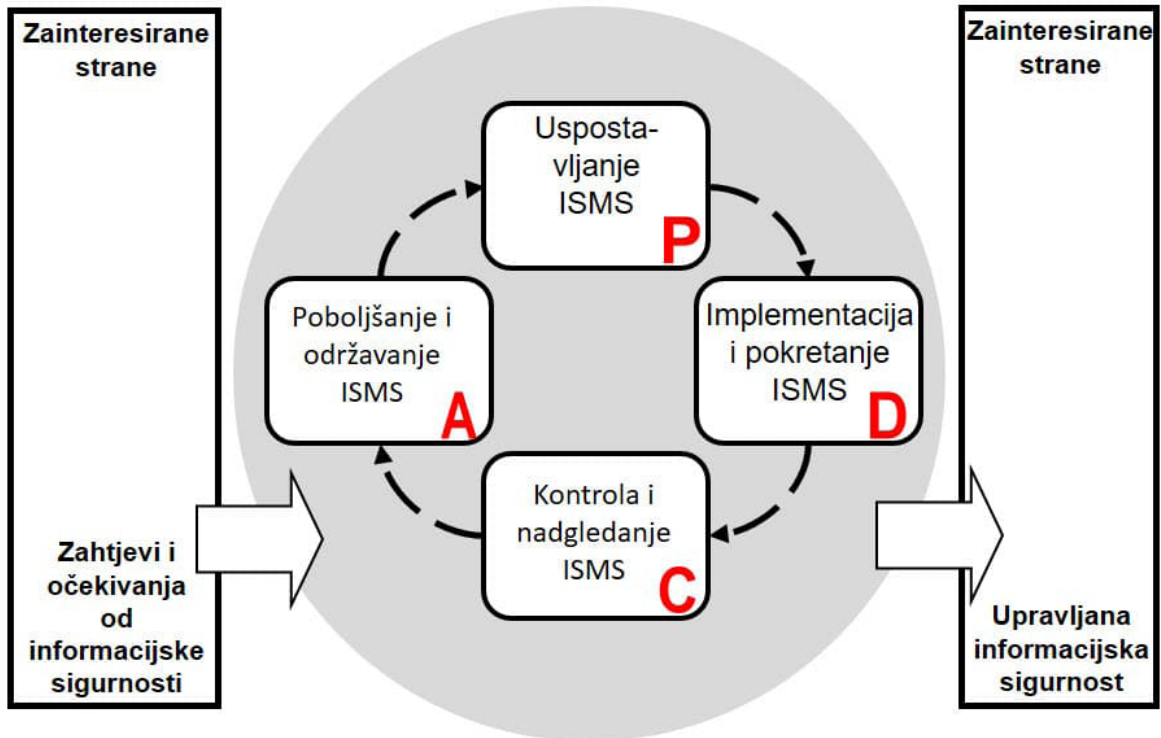 Zainteresirane
strane
Zahtjevi i
očekivanja
od
informacijske
sigurnosti
Usposta-
vljanje
ISMS
P
Implementacija
i pokretanje
ISMS
D
Kontrola i
nadgledanje
ISMS
C
Poboljšanje i
održavanje
ISMS
A
Zainteresirane
strane
Upravljana
informacijska
sigurnost